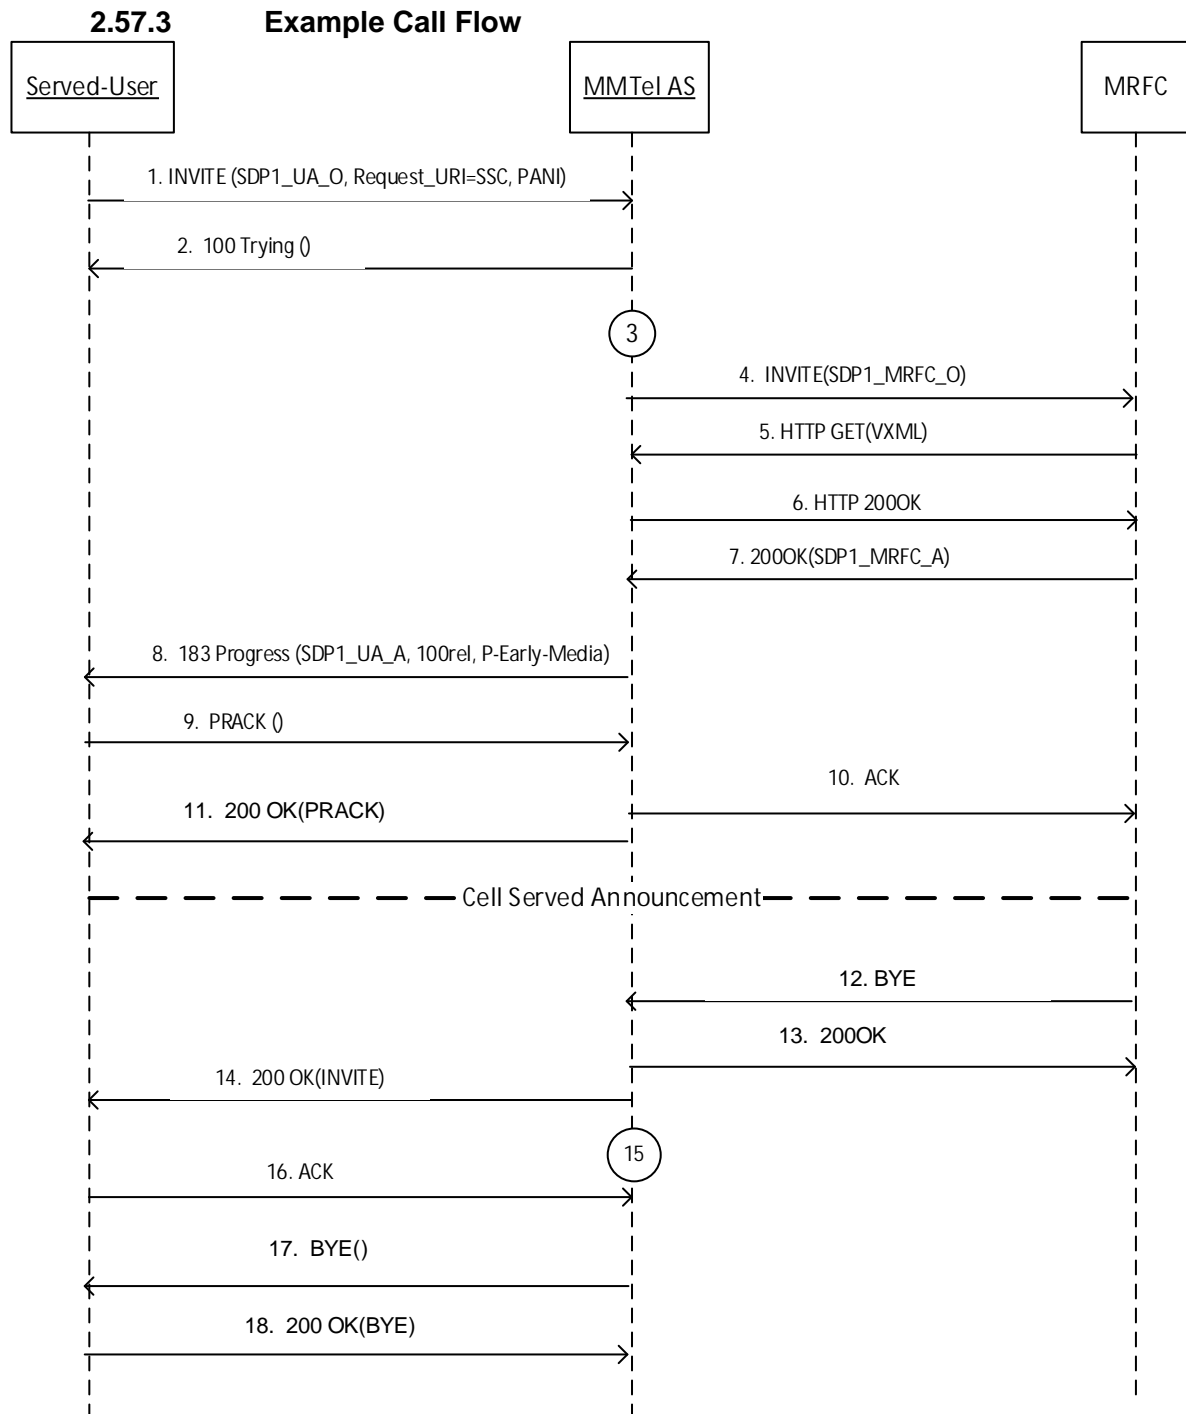 2.57.3 Example Call Flow
Served-User
MMTel AS
MRFC
1. INVITE (SDP1_UA_O, Request_URI=SSC, PANI)
2. 100 Trying ()
3
4. INVITE(SDP1_MRFC_O)
5. HTTP GET(VXML)
6. HTTP 200OK
7. 200OK(SDP1_MRFC_A)
8. 183 Progress (SDP1_UA_A, 100rel, P-Early-Media)
9. PRACK ()
10. ACK
11. 200 OK(PRACK)
Cell Served Announcement
12. BYE
13. 200OK
14. 200 OK(INVITE)
15
16. ACK
17. BYE()
18. 200 OK(BYE)